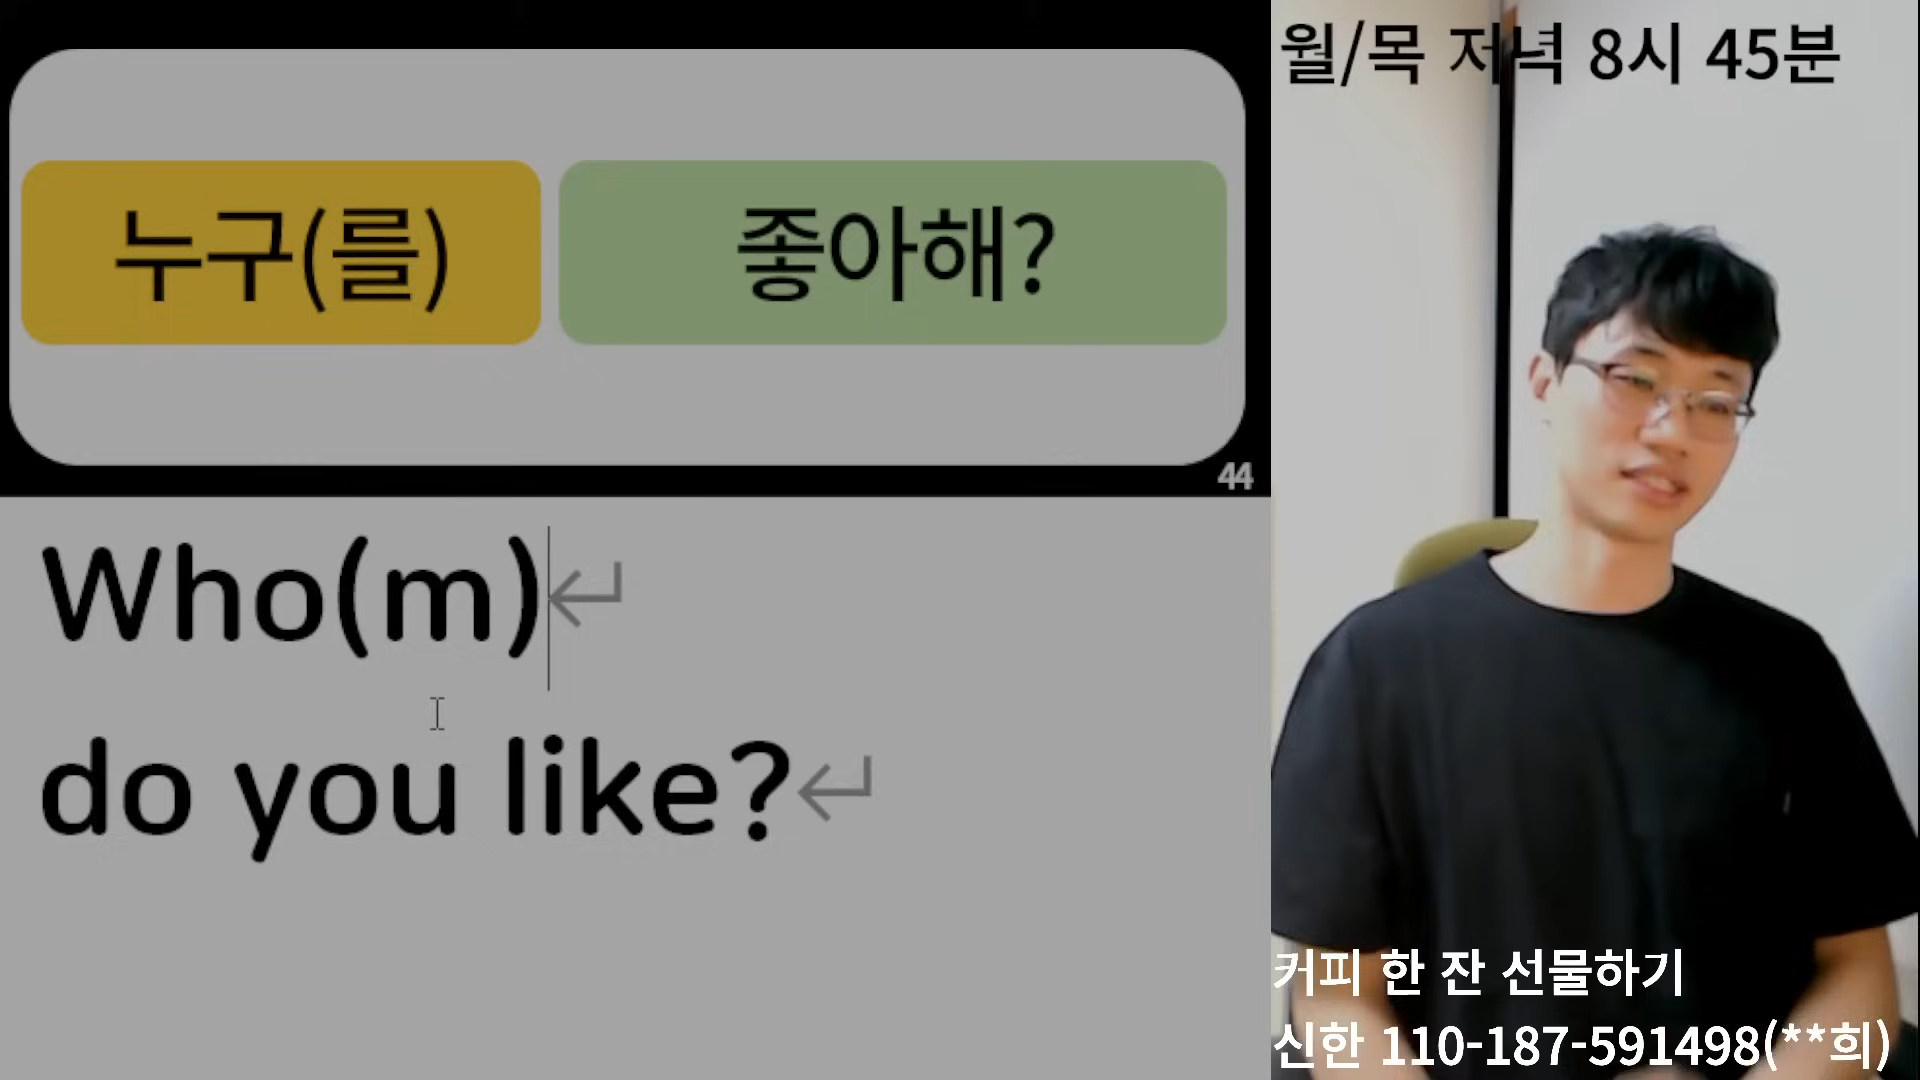 누구(를) 좋아해?
44
Who(m)
do you like?
월/목 저녁 8시 45분
커피 한 잔 선물하기
신한 110-187-591498(**희)